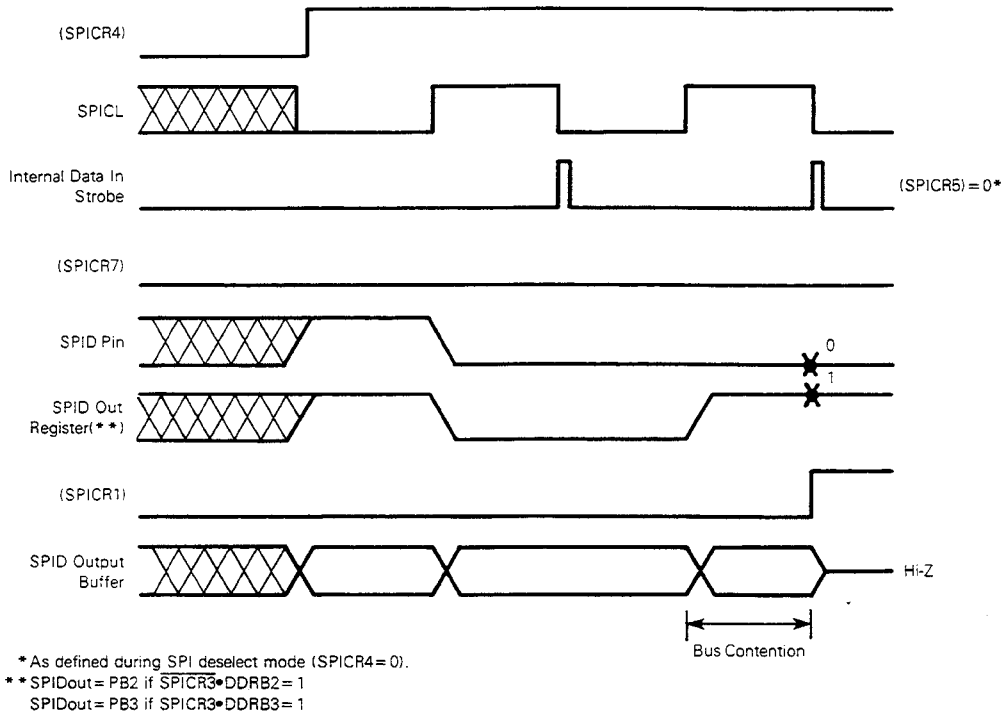 (SPICR4)
SPICL
Internal Data In
Strobe
(SPICR5) = 0*
(SPICR7)
SPID Pin
0
1
SPID Out
Register(**)
(SPICR1)
SPID Output
Buffer
Hi-Z
Bus Contention
*As defined during SPI deselect mode (SPICR4=0).
**SPIDout=PB2 if S̅P̅I̅C̅R̅3̅•DDRB2=1
SPIDout=PB3 if SPICR3•DDRB3=1